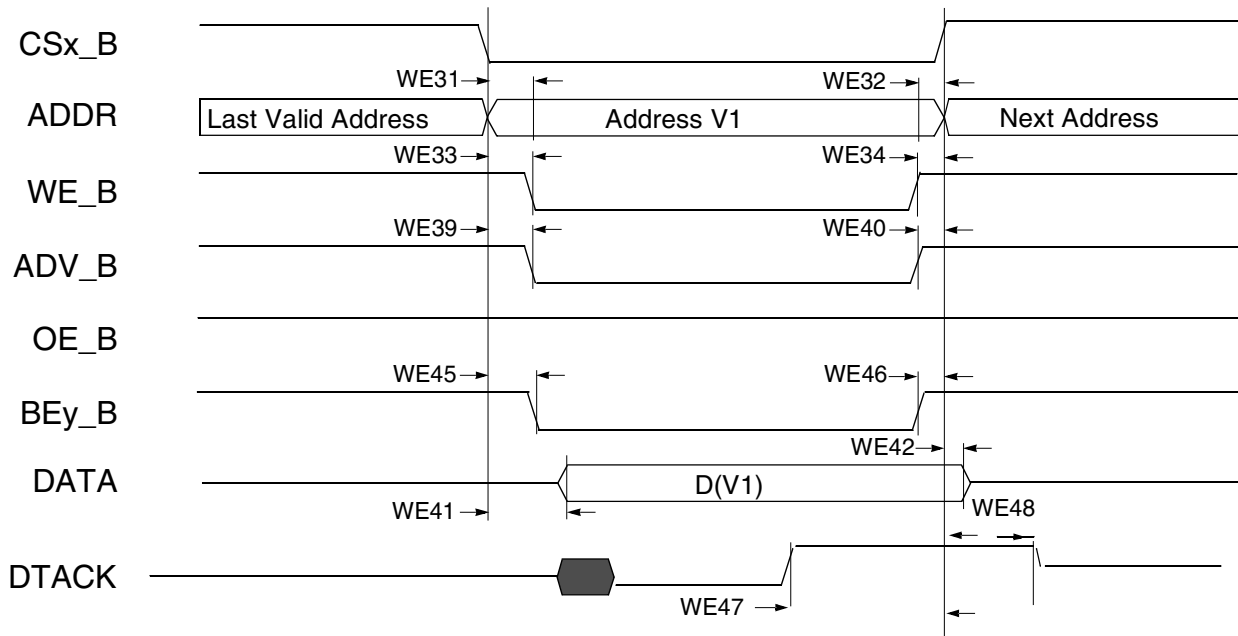 CSx_B
WE31
WE32
ADDR
Last Valid Address
Address V1
Next Address
WE33
WE34
WE_B
WE39
WE40
ADV_B
OE_B
WE45
WE46
BEy_B
WE42
DATA
D(V1)
WE41
WE48
DTACK
WE47